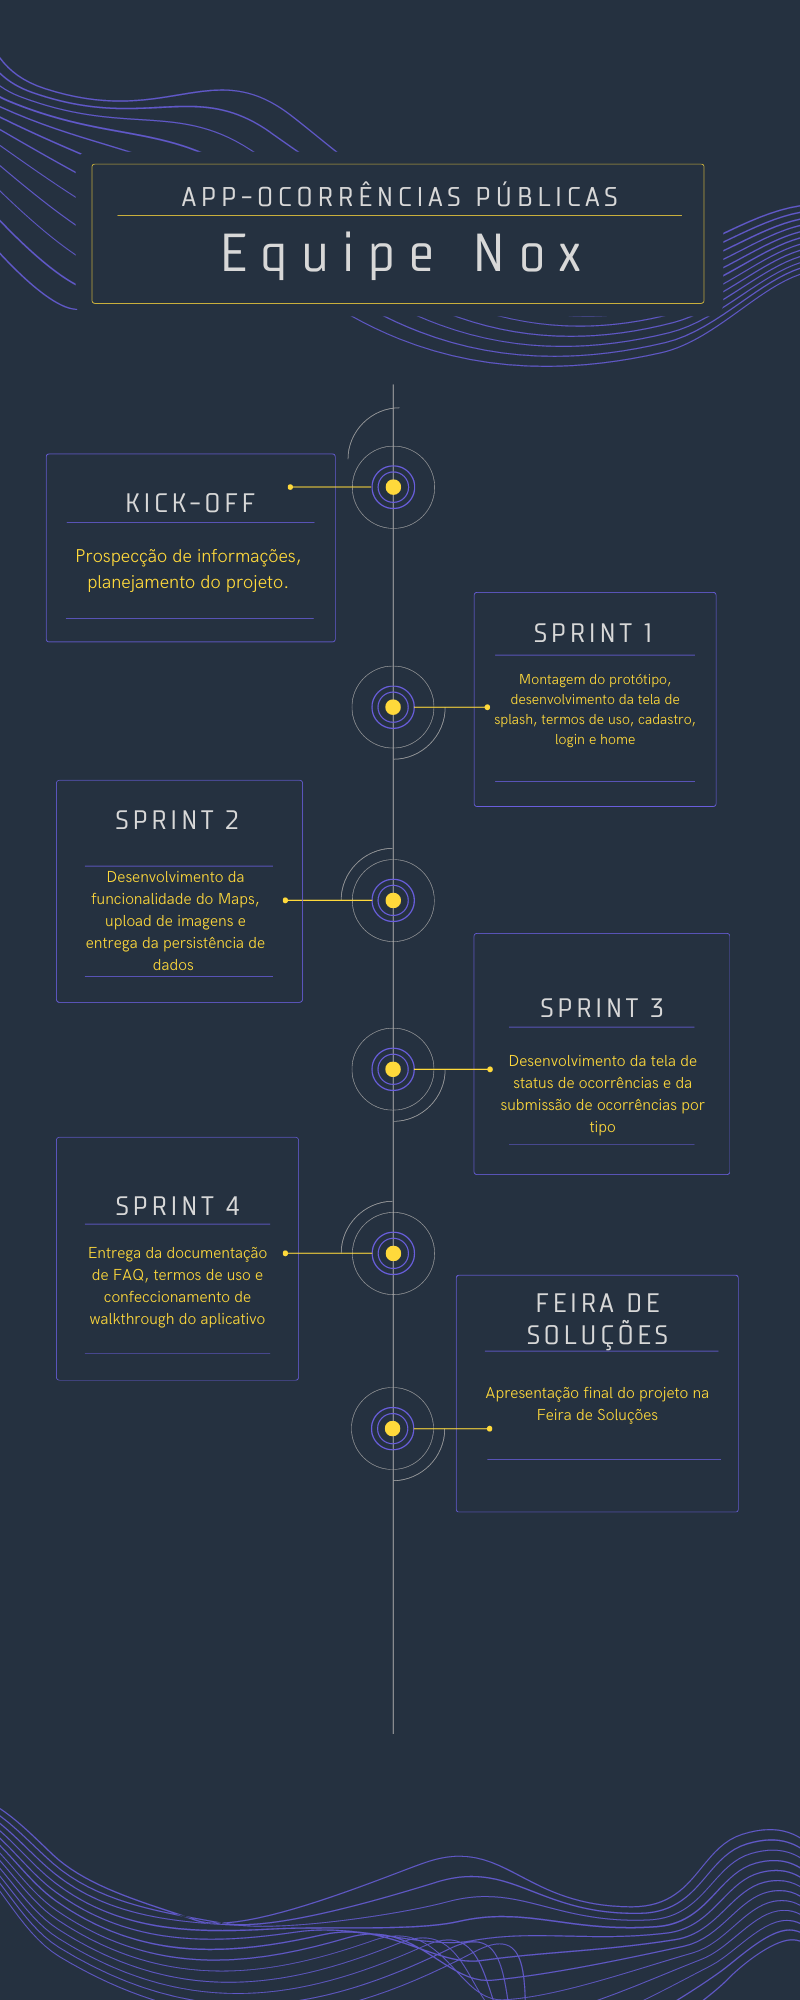 APP-OCORRÊNCIAS PÚBLICAS
Equipe Nox
KICK-OFF
Prospecção de informações,
planejamento do projeto.
SPRINT 1
Montagem do protótipo,
desenvolvimento da tela de
splash, termos de uso, cadastro,
login e home
SPRINT 2
Desenvolvimento da
funcionalidade do Maps,
upload de imagens e
entrega da persistência de
dados
SPRINT 3
Desenvolvimento da tela de
status de ocorrências e da
submissão de ocorrências por
tipo
SPRINT 4
Entrega da documentação
de FAQ, termos de uso e
confeccionamento de
walkthrough do aplicativo
FEIRA DE
SOLUÇÕES
Apresentação final do projeto na
Feira de Soluções